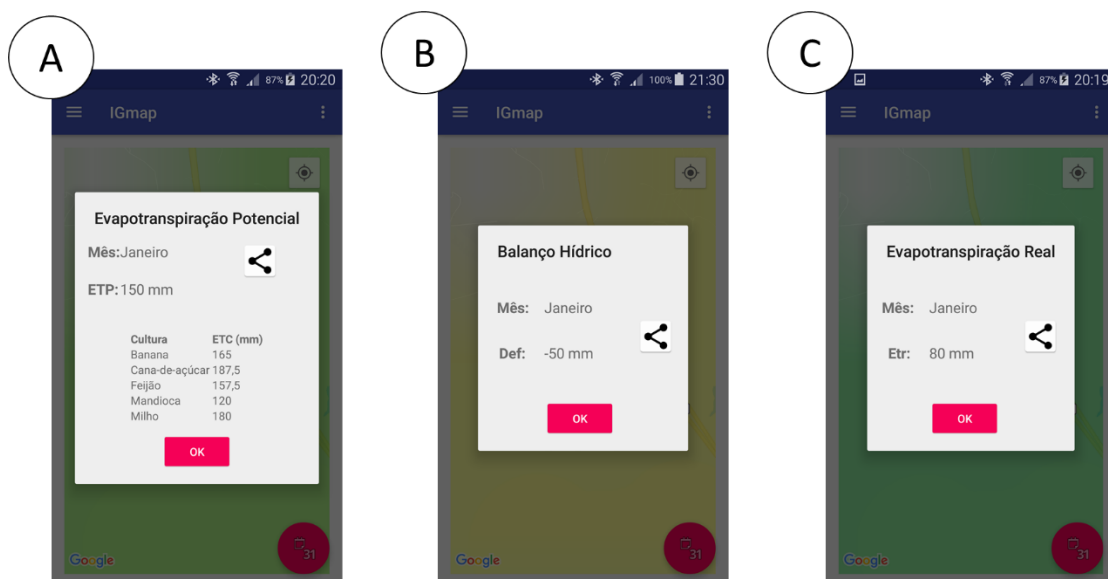 A
87% 20:20
IGmap
Evapotranspiração Potencial
Mês:Janeiro
ETP: 150 mm
Cultura ETC (mm)
Banana 165
Cana-de-açúcar 187,5
Feijão 157,5
Mandioca 120
Milho 180
OK
Google
31
B
100% 21:30
IGmap
Balanço Hídrico
Mês: Janeiro
Def: -50 mm
OK
Google
31
C
87% 20:19
IGmap
Evapotranspiração Real
Mês: Janeiro
Etr: 80 mm
OK
Google
31